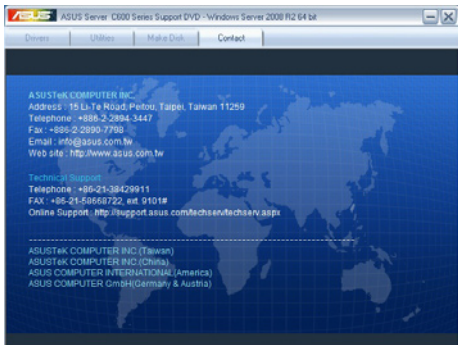 ASUS ASUS Server C600 Series Support DVD - Windows Server 2008 R2 64 bit
Drivers Utilities Make Disk Contact
ASUSTeK COMPUTER INC.
Address : 15 Li-Te Road, Peitou, Taipei, Taiwan 11259
Telephone : +886-2-2894-3447
Fax : +886-2-2890-7798
Email : info@asus.com.tw
Web site : http://www.asus.com.tw
Technical Support
Telephone : +86-21-38429911
FAX : +86-21-58668722, ext. 9101#
Online Support : http://support.asus.com/techserv/techserv.aspx
ASUSTeK COMPUTER INC.(Taiwan)
ASUSTeK COMPUTER INC.(China)
ASUS COMPUTER INTERNATIONAL(America)
ASUS COMPUTER GmbH(Germany & Austria)